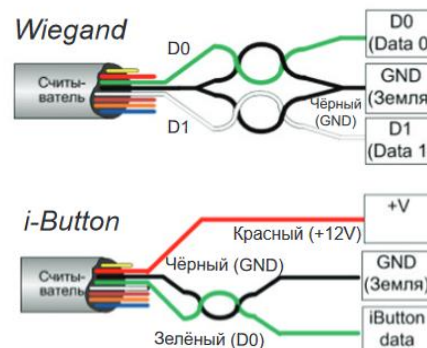 Wiegand
D0
D0
(Data 0
Считы-
ватель
GND
(Земля)
Чёрный
(GND)
D1
D1
(Data 1
i-Button
+V
Красный (+12V)
Чёрный (GND)
GND
(Земля)
Считы-
ватель
Зелёный (D0)
iButton
data